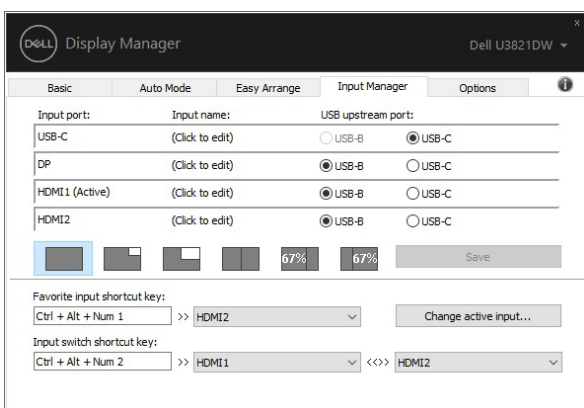 x
DELL Display Manager Dell U3821DW
Basic Auto Mode Easy Arrange Input Manager Options i
Input port: Input name: USB upstream port:
USB-C (Click to edit) USB-B USB-C
DP (Click to edit) USB-B USB-C
HDMI1 (Active) (Click to edit) USB-B USB-C
HDMI2 (Click to edit) USB-B USB-C
67% 67% Save
Favorite input shortcut key:
Ctrl + Alt + Num 1 >> HDMI2 Change active input...
Input switch shortcut key:
Ctrl + Alt + Num 2 >> HDMI1 <<>> HDMI2